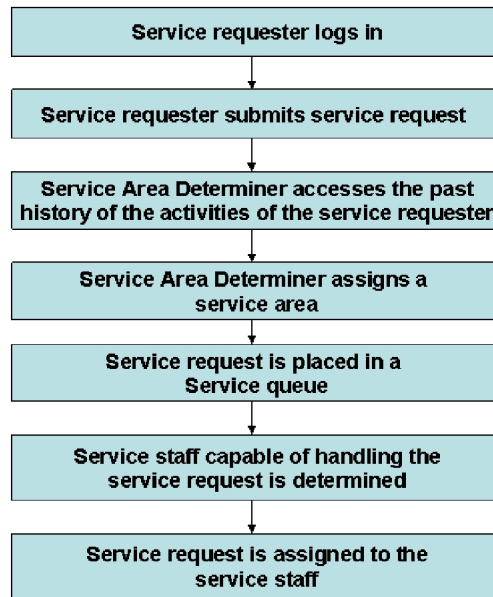 Service requester logs in
Service requester submits service request
Service Area Determiner accesses the past
history of the activities of the service requester
Service Area Determiner assigns a
service area
Service request is placed in a
Service queue
Service staff capable of handling the
service request is determined
Service request is assigned to the
service staff